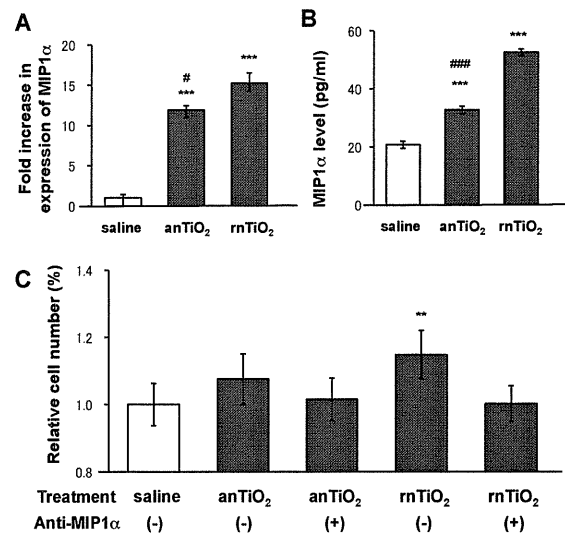 A
Fold increase in
expression of MIP1α
20
15
10
5
0
#
***
***
saline
anTiO2
rnTiO2
B
MIP1α level (pg/ml)
60
40
20
0
###
***
***
saline
anTiO2
rnTiO2
C
Relative cell number (%)
1.4
1.2
1.0
0.8
**
Treatment saline anTiO2 anTiO2 rnTiO2 rnTiO2
Anti-MIP1α (-) (-) (+) (-) (+)